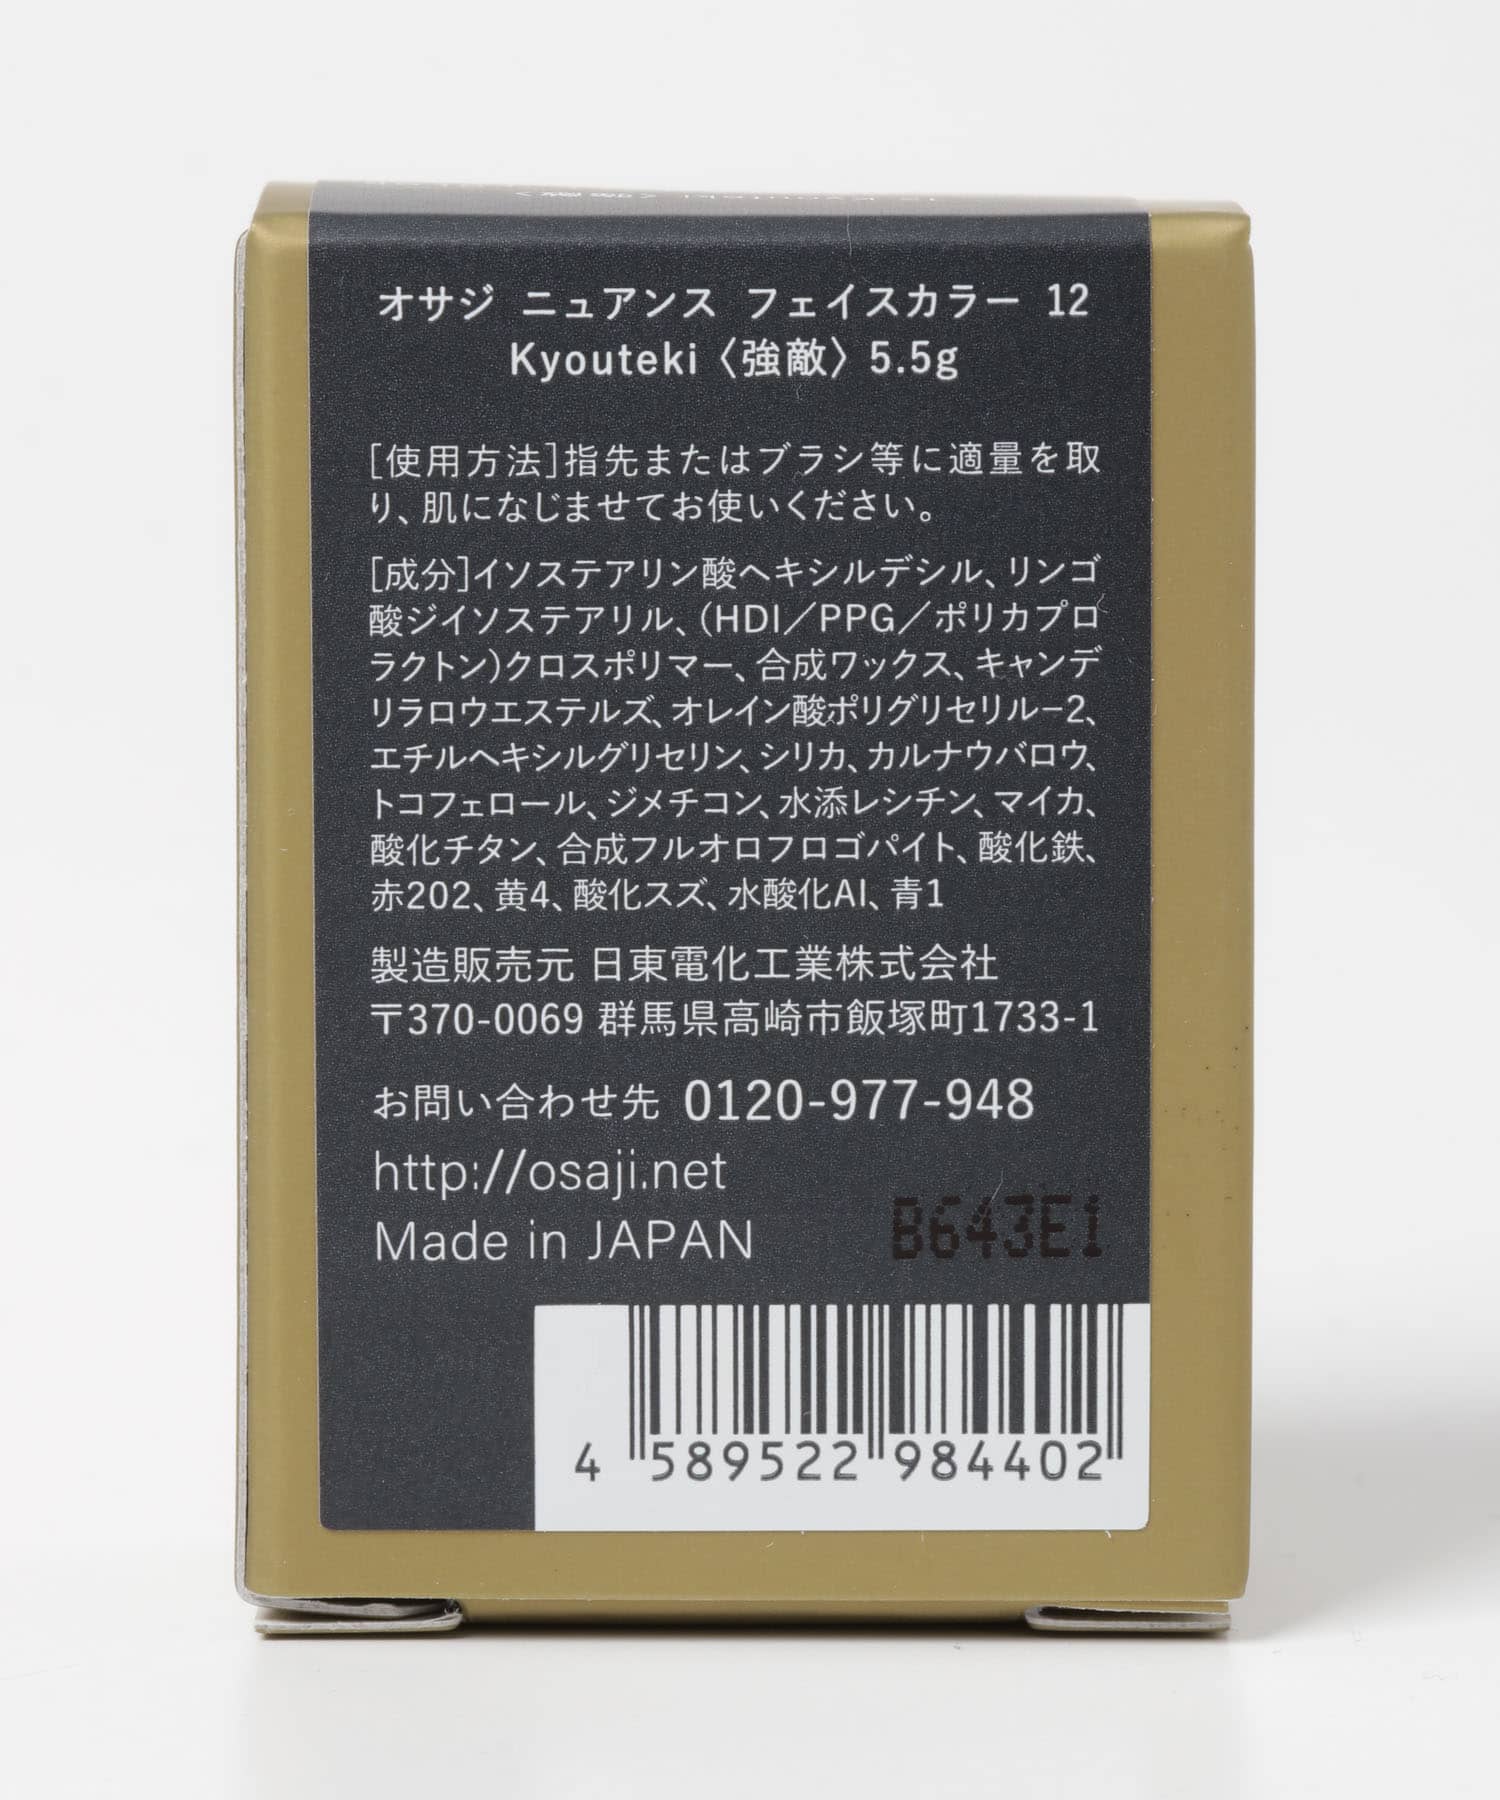 オサジ ニュアンス フェイスカラー 12
Kyouteki〈強敵〉5.5g
[使用方法]指先またはブラシ等に適量を取
り、肌になじませてお使いください。
[成分]イソステアリン酸ヘキシルデシル、リンゴ
酸ジイソステアリル、(HDI／PPG／ポリカプロ
ラクトン)クロスポリマー、合成ワックス、キャンデ
リラロウエステルズ、オレイン酸ポリグリセリル-2、
エチルヘキシルグリセリン、シリカ、カルナウバロウ、
トコフェロール、ジメチコン、水添レシチン、マイカ、
酸化チタン、合成フルオロフロゴパイト、酸化鉄、
赤202、黄4、酸化スズ、水酸化Al、青1
製造販売元 日東電化工業株式会社
〒370-0069 群馬県高崎市飯塚町1733-1
お問い合わせ先 0120-977-948
http://osaji.net
Made in JAPAN
B643E1
4 589522 984402